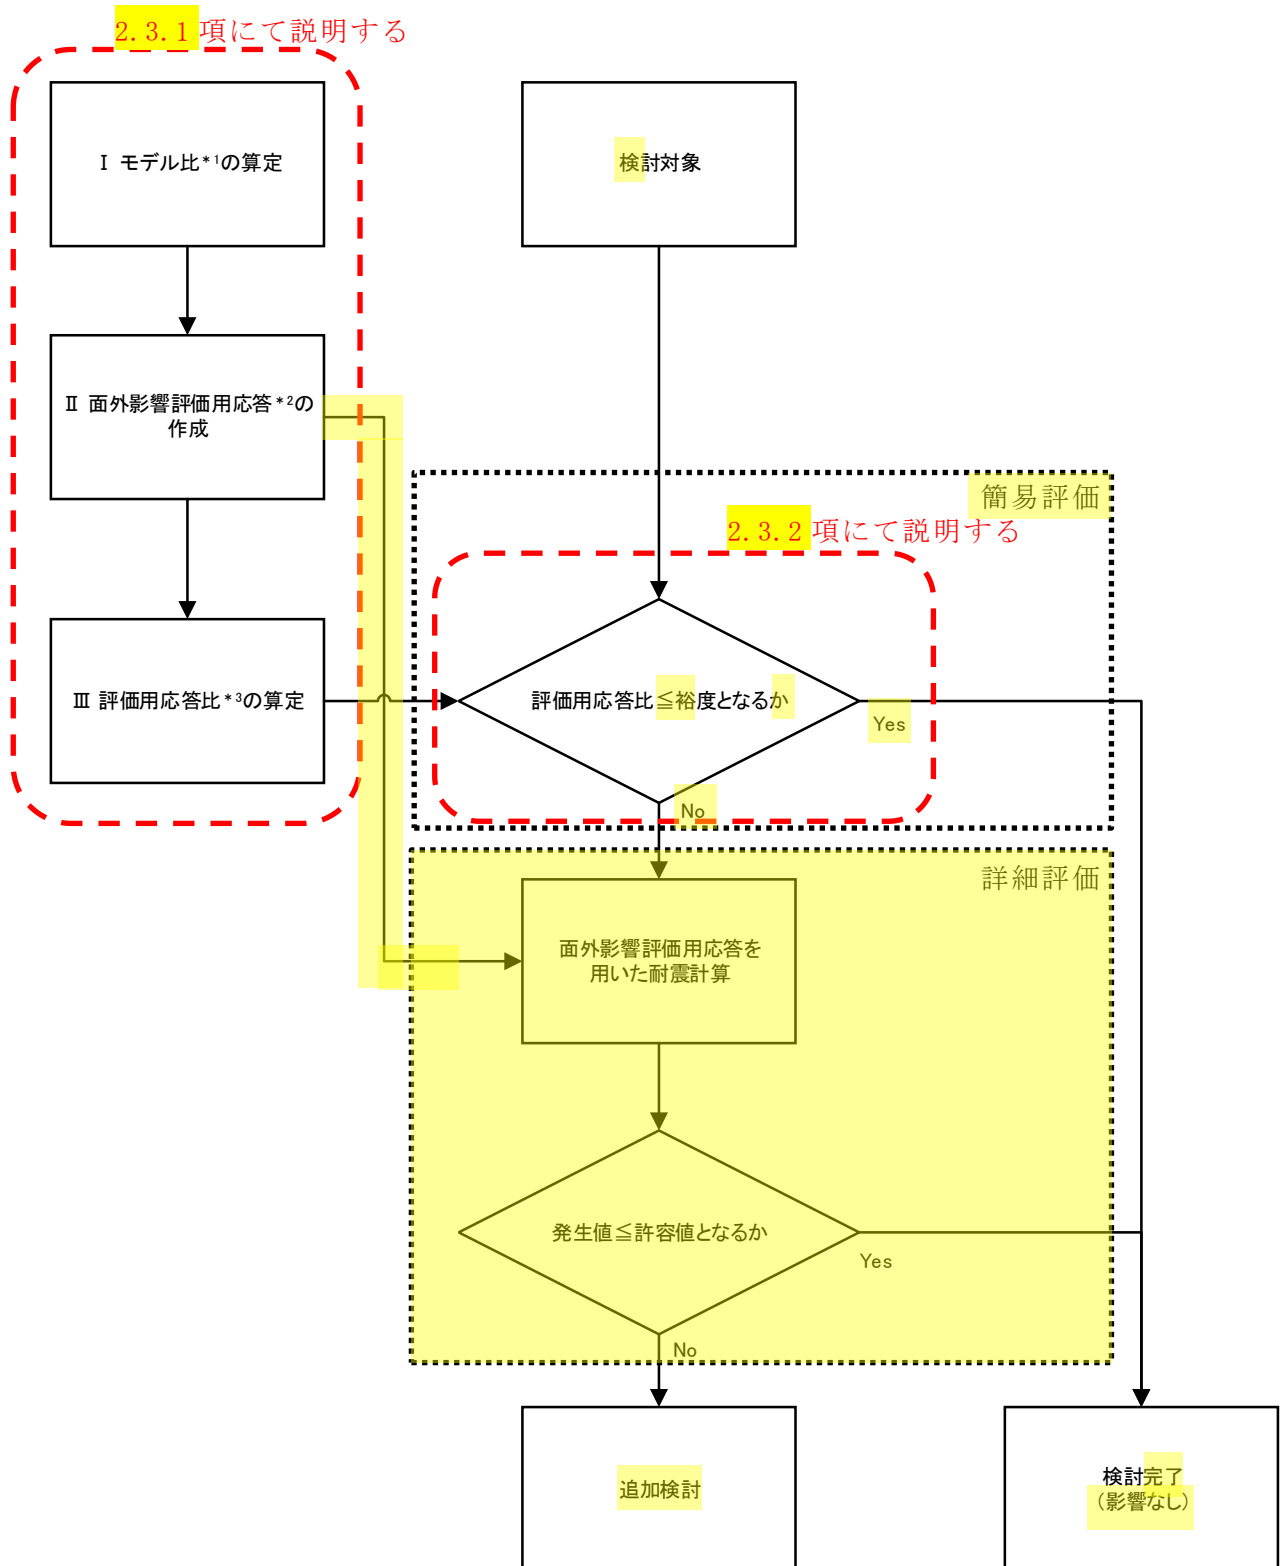 2.3.1 項にて説明する
Ⅰ モデル比*1の算定
検討対象
Ⅱ 面外影響評価用応答*2の
作成
簡易評価
2.3.2 項にて説明する
Ⅲ 評価用応答比*3の算定
評価用応答比≦裕度となるか
Yes
No
詳細評価
面外影響評価用応答を
用いた耐震計算
発生値≦許容値となるか
Yes
No
追加検討
検討完了
(影響なし)